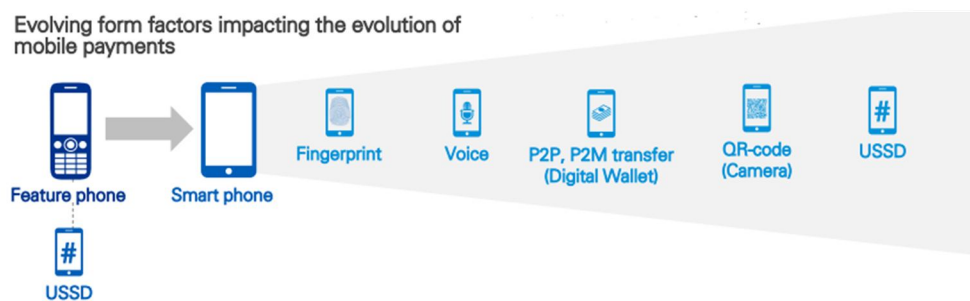 Evolving form factors impacting the evolution of
mobile payments
Feature phone
Smart phone
Fingerprint
Voice
P2P, P2M transfer
(Digital Wallet)
QR-code
(Camera)
#
USSD
#
USSD